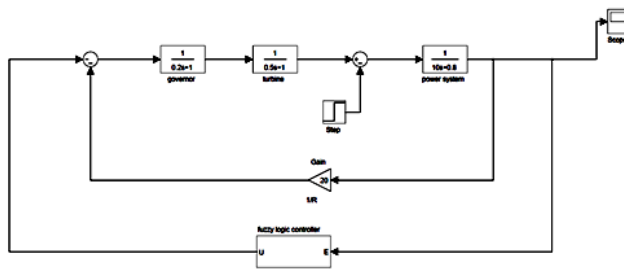 Scope
1
0.2s+1
governor
1
0.5s+1
turbine
1
10s+0.8
power system
Step
Gain
20
1/R
fuzzy logic controller
U
E